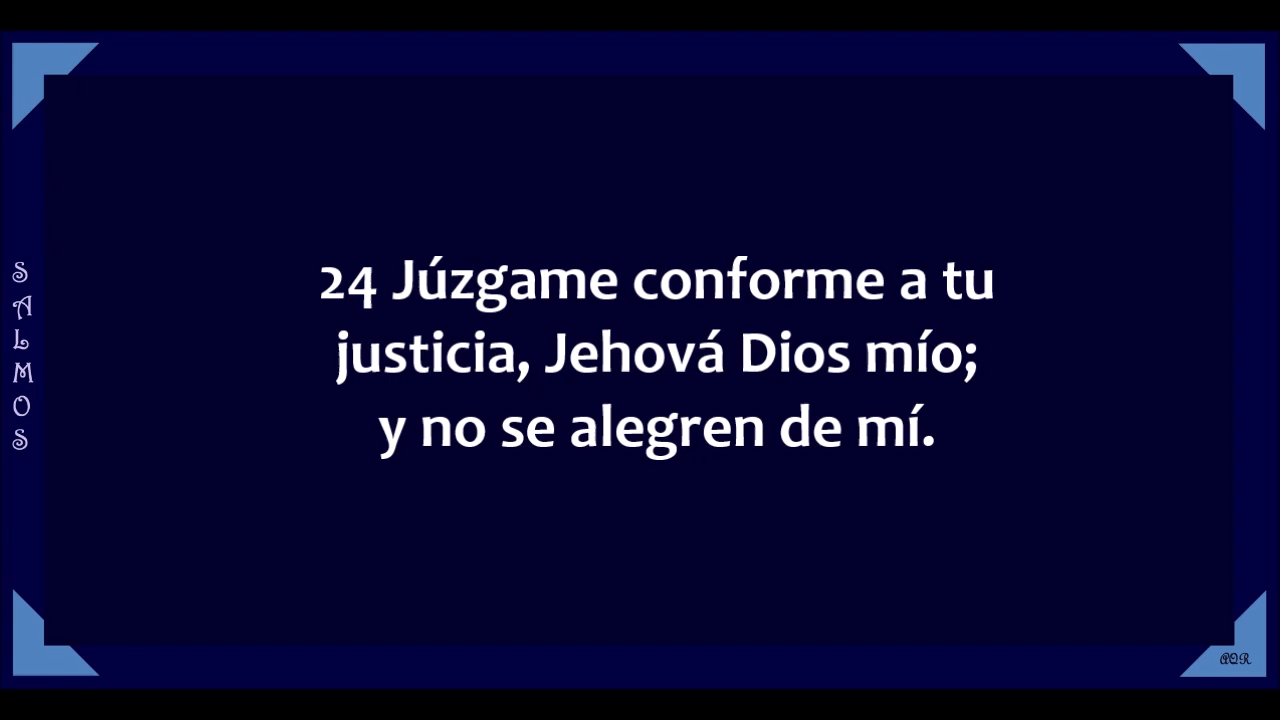 SALMOS
24 Júzgame conforme a tu
justicia, Jehová Dios mío;
y no se alegren de mí.